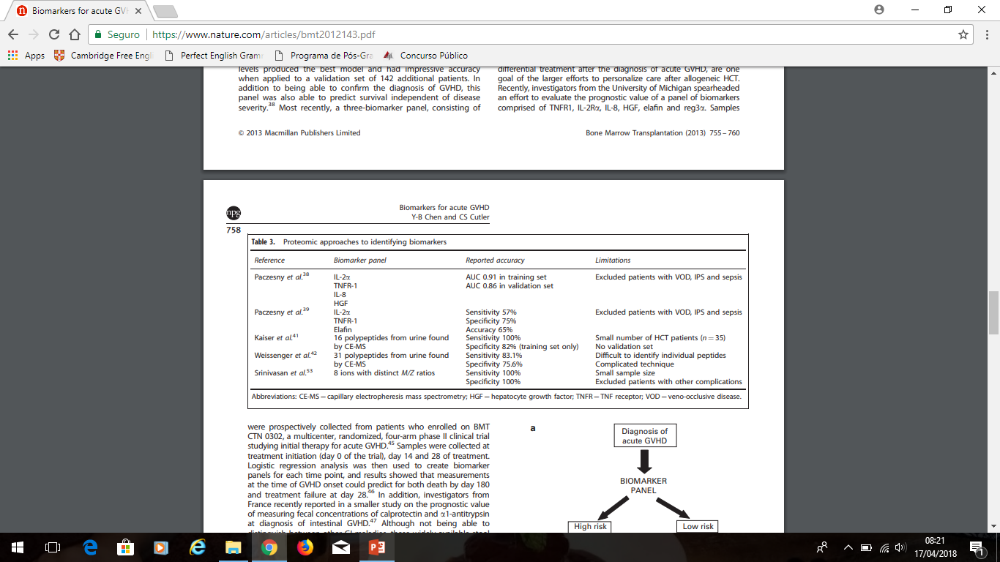 Biomarkers for acute GVH
Seguro https://www.nature.com/articles/bmt2012143.pdf
Apps Cambridge Free Engl Perfect English Gram Programa de Pós-Gra Concurso Público
levels produced the best model and had impressive accuracy
when applied to a validation set of 142 additional patients. In
addition to being able to confirm the diagnosis of GVHD, this
panel was also able to predict survival independent of disease
severity.38 Most recently, a three-biomarker panel, consisting of
differential treatment after the diagnosis of acute GVHD, are one
goal of the larger efforts to personalize care after allogeneic HCT.
Recently, investigators from the University of Michigan spearheaded
an effort to evaluate the prognostic value of a panel of biomarkers
comprised of TNFR1, IL-2Rα, IL-8, HGF, elafin and reg3α. Samples
© 2013 Macmillan Publishers Limited
Bone Marrow Transplantation (2013) 755 – 760
npg
Biomarkers for acute GVHD
Y-B Chen and CS Cutler
758
Table 3. Proteomic approaches to identifying biomarkers
Reference Biomarker panel Reported accuracy Limitations
Paczesny et al.38 IL-2α AUC 0.91 in training set Excluded patients with VOD, IPS and sepsis
TNFR-1 AUC 0.86 in validation set
IL-8
HGF
Paczesny et al.39 IL-2α Sensitivity 57% Excluded patients with VOD, IPS and sepsis
TNFR-1 Specificity 75%
Elafin Accuracy 65%
Kaiser et al.41 16 polypeptides from urine found Sensitivity 100% Small number of HCT patients (n = 35)
by CE-MS Specificity 82% (training set only) No validation set
Weissenger et al.42 31 polypeptides from urine found Sensitivity 83.1% Difficult to identify individual peptides
by CE-MS Specifivity 75.6% Complicated technique
Srinivasan et al.53 8 ions with distinct M/Z ratios Sensitivity 100% Small sample size
Specificity 100% Excluded patients with other complications
Abbreviations: CE-MS = capillary electropheresis mass spectrometry; HGF = hepatocyte growth factor; TNFR = TNF receptor; VOD = veno-occlusive disease.
were prospectively collected from patients who enrolled on BMT
CTN 0302, a multicenter, randomized, four-arm phase II clinical trial
studying initial therapy for acute GVHD.45 Samples were collected at
treatment initiation (day 0 of the trial), day 14 and 28 of treatment.
Logistic regression analysis was then used to create biomarker
panels for each time point, and results showed that measurements
at the time of GVHD onset could predict for both death by day 180
and treatment failure at day 28.46 In addition, investigators from
France recently reported in a smaller study on the prognostic value
of measuring fecal concentrations of calprotectin and α1-antitrypsin
at diagnosis of intestinal GVHD.47 Although not being able to
a
Diagnosis of
acute GVHD
BIOMARKER
PANEL
High risk
Low risk
08:21
17/04/2018
1